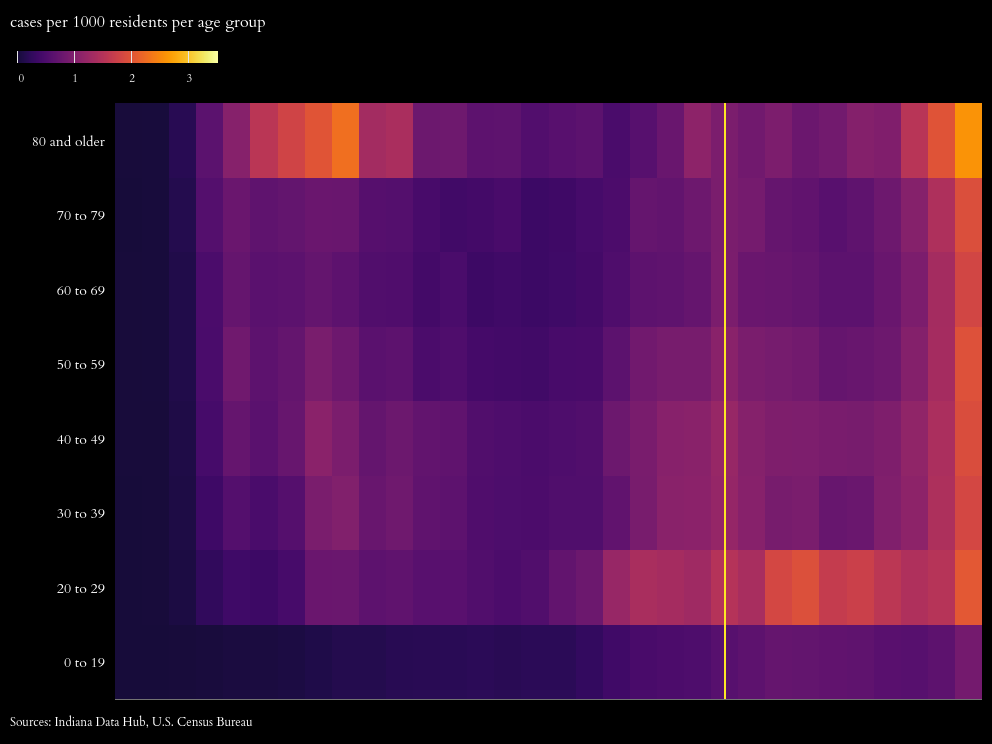 cases per 1000 residents per age group
0 1 2 3
80 and older
70 to 79
60 to 69
50 to 59
40 to 49
30 to 39
20 to 29
0 to 19
Sources: Indiana Data Hub, U.S. Census Bureau